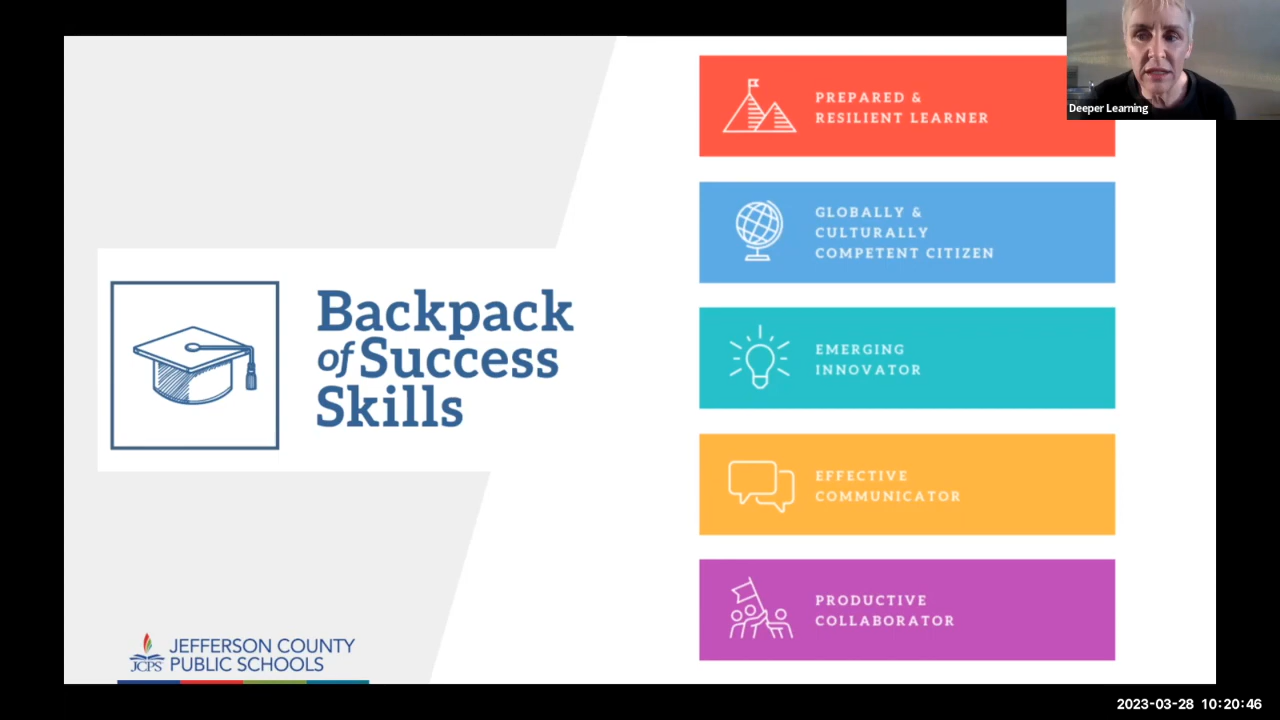 Backpack
of Success
Skills
JCPS
JEFFERSON COUNTY
PUBLIC SCHOOLS
PREPARED &
RESILIENT LEARNER
GLOBALLY &
CULTURALLY
COMPETENT CITIZEN
EMERGING
INNOVATOR
EFFECTIVE
COMMUNICATOR
PRODUCTIVE
COLLABORATOR
Deeper Learning
2023-03-28 10:20:46